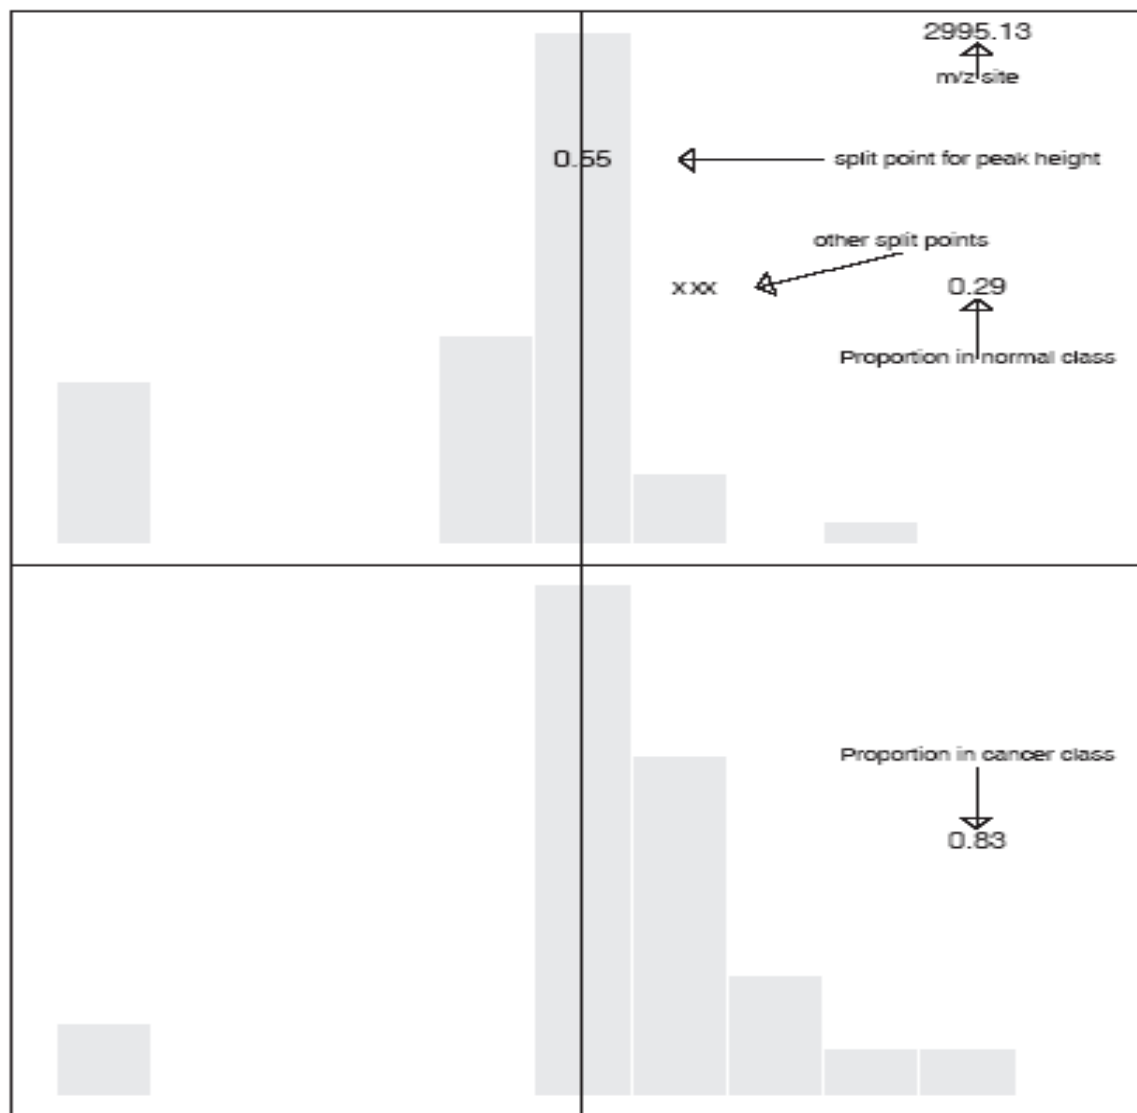 2995.13
m/z site
0.55
split point for peak height
other split points
xxx
0.29
Proportion in normal class
Proportion in cancer class
0.83